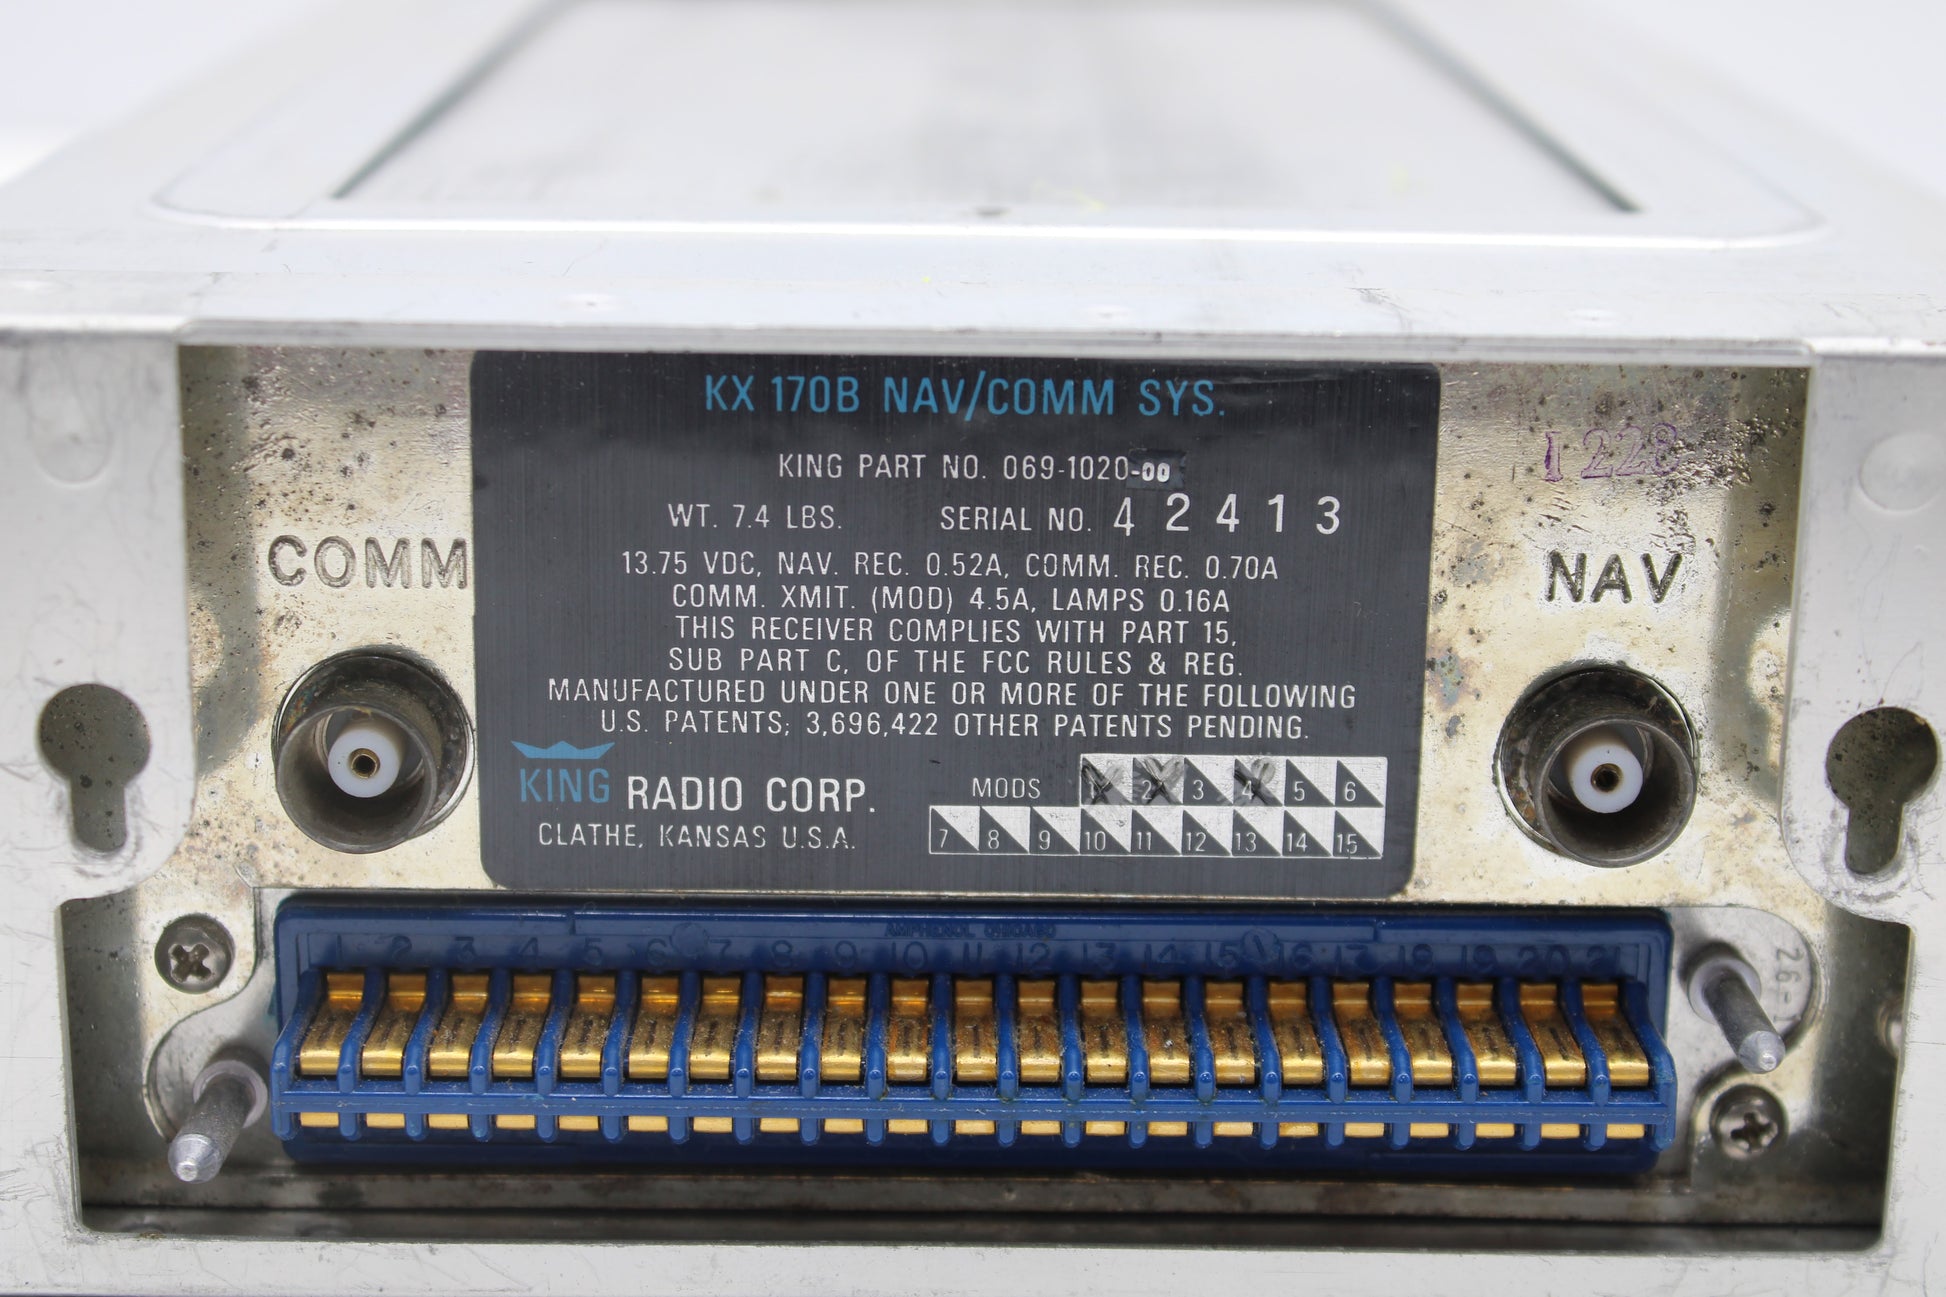 KX 170B NAV/COMM SYS.
KING PART NO. 069-1020-00
WT. 7.4 LBS. SERIAL NO. 42413
13.75 VDC, NAV. REC. 0.52A, COMM. REC. 0.70A
COMM. XMIT. (MOD) 4.5A, LAMPS 0.16A
THIS RECEIVER COMPLIES WITH PART 15,
SUB PART C, OF THE FCC RULES & REG.
MANUFACTURED UNDER ONE OR MORE OF THE FOLLOWING
U.S. PATENTS; 3,696,422 OTHER PATENTS PENDING.
KING RADIO CORP.
OLATHE, KANSAS U.S.A.
MODS 1 2 3 4 5 6
7 8 9 10 11 12 13 14 15
COMM
NAV
1228
AMPHENOL CHICAGO
1 2 3 4 5 6 7 8 9 10 11 12 13 14 15 16 17 18 19 20 21